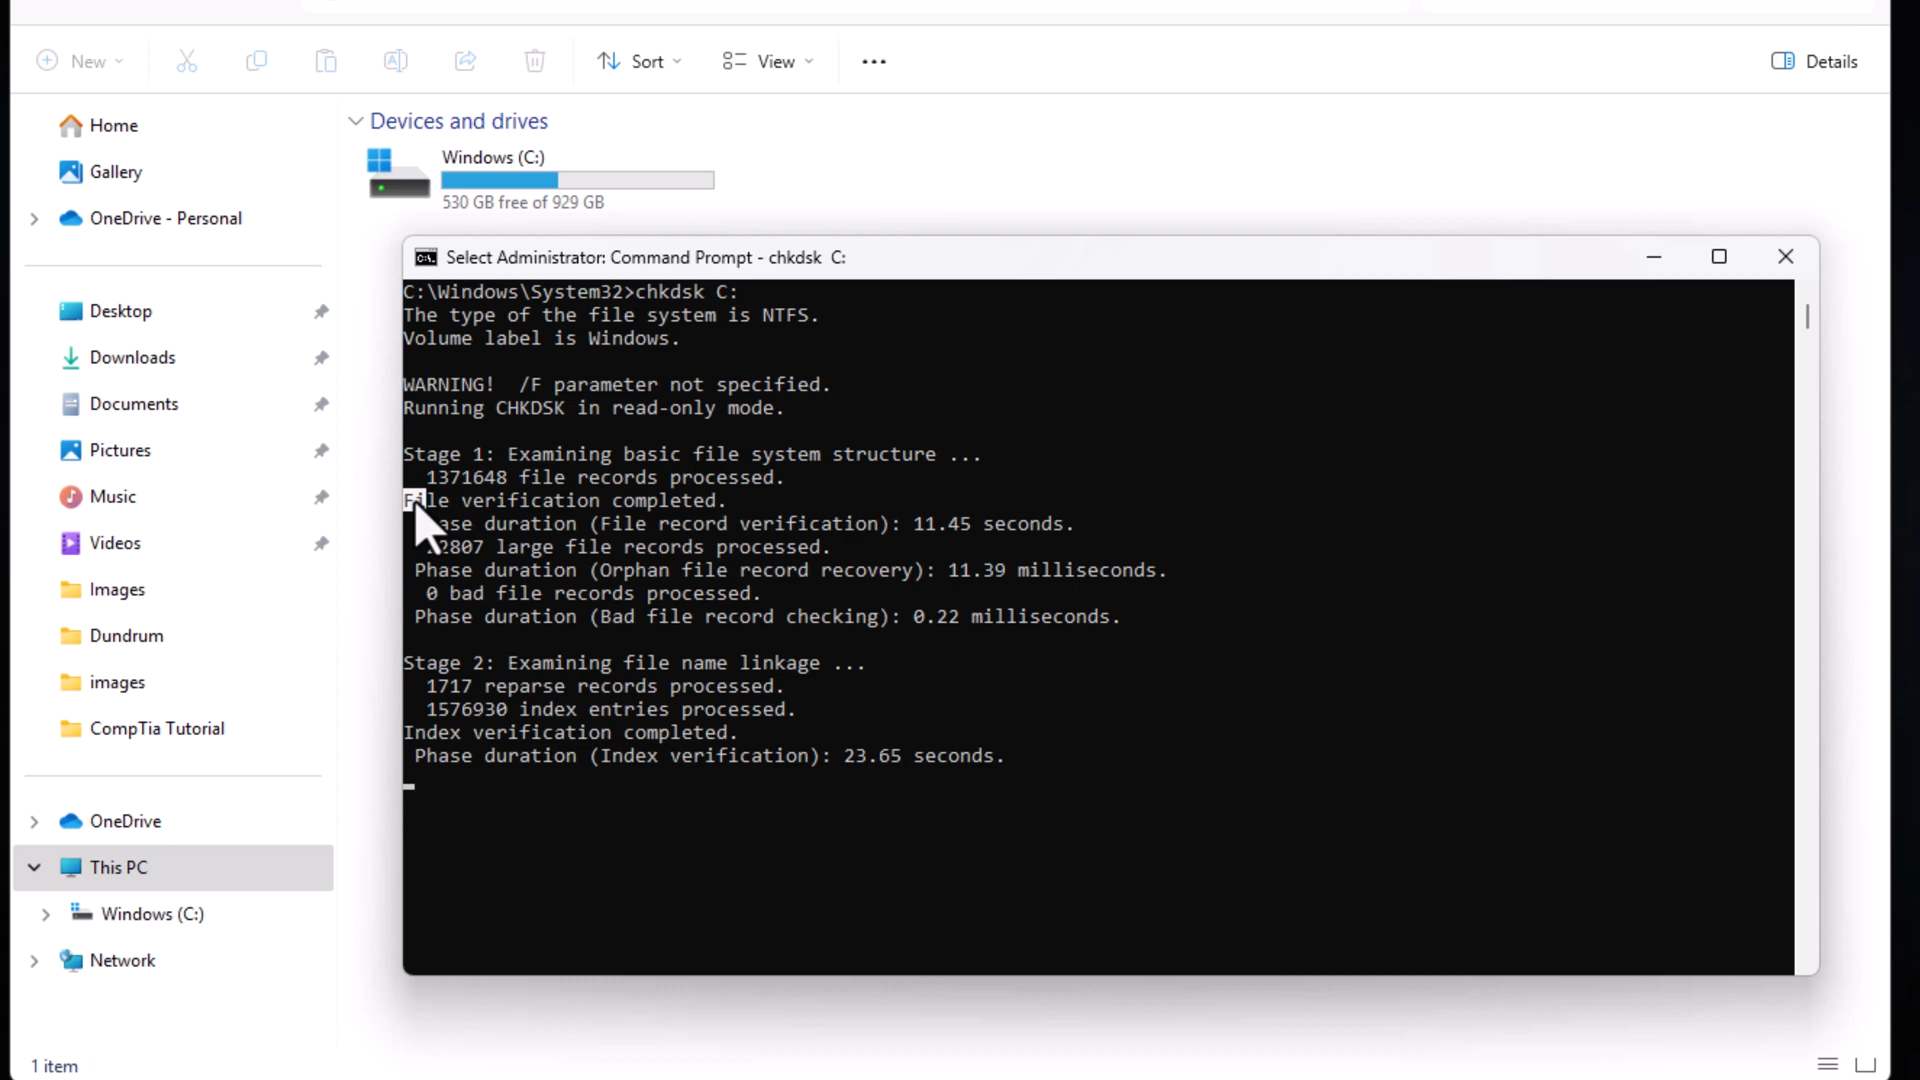 New
Sort
View
Details
Home
Gallery
OneDrive - Personal
Desktop
Downloads
Documents
Pictures
Music
Videos
Images
Dundrum
images
CompTia Tutorial
OneDrive
This PC
Windows (C:)
Network
1 item
Devices and drives
Windows (C:)
530 GB free of 929 GB
Select Administrator: Command Prompt - chkdsk  C:
C:\Windows\System32>chkdsk C:
The type of the file system is NTFS.
Volume label is Windows.
WARNING!  /F parameter not specified.
Running CHKDSK in read-only mode.
Stage 1: Examining basic file system structure ...
1371648 file records processed.
File verification completed.
duration (File record verification): 11.45 seconds.
large file records processed.
Phase duration (Orphan file record recovery): 11.39 milliseconds.
0 bad file records processed.
Phase duration (Bad file record checking): 0.22 milliseconds.
Stage 2: Examining file name linkage ...
1717 reparse records processed.
1576930 index entries processed.
Index verification completed.
Phase duration (Index verification): 23.65 seconds.